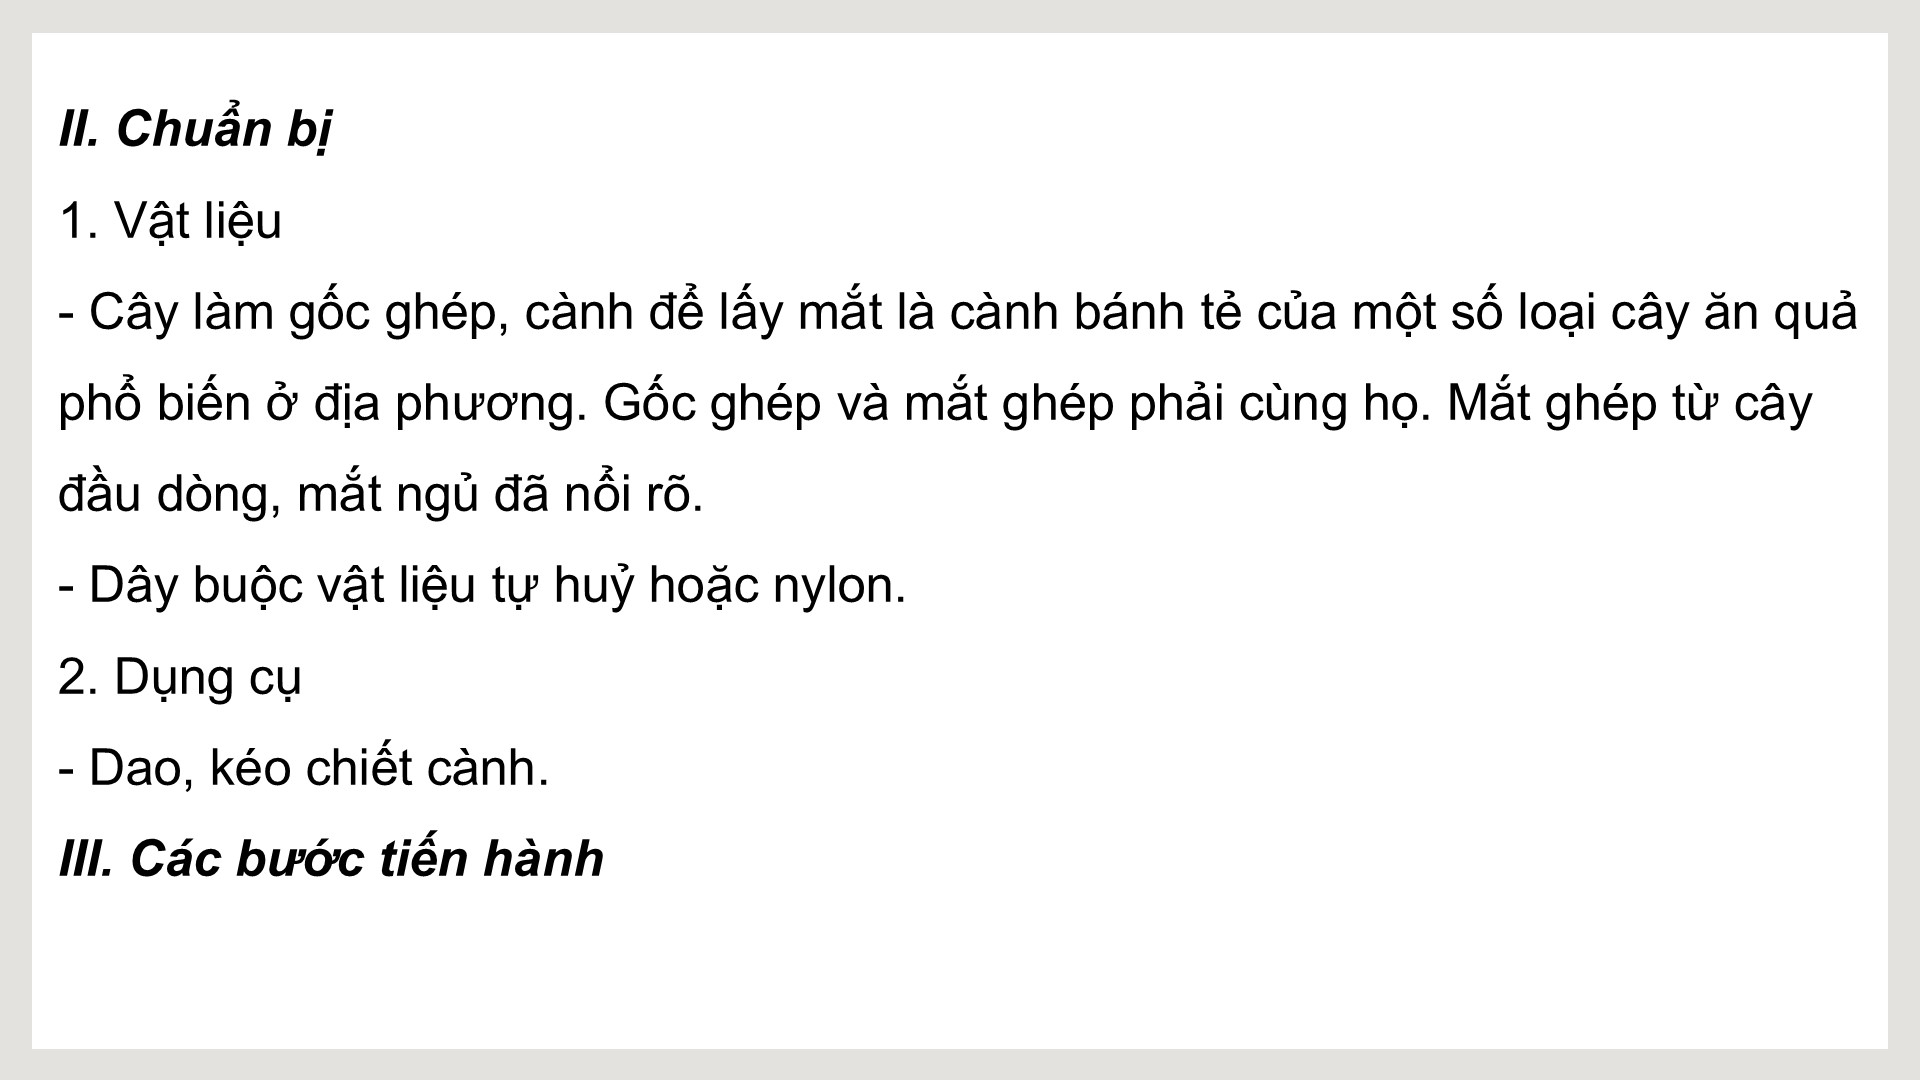 II. Chuẩn bị
1. Vật liệu
- Cây làm gốc ghép, cành để lấy mắt là cành bánh tẻ của một số loại cây ăn quả
phổ biến ở địa phương. Gốc ghép và mắt ghép phải cùng họ. Mắt ghép từ cây
đầu dòng, mắt ngủ đã nổi rõ.
- Dây buộc vật liệu tự huỷ hoặc nylon.
2. Dụng cụ
- Dao, kéo chiết cành.
III. Các bước tiến hành